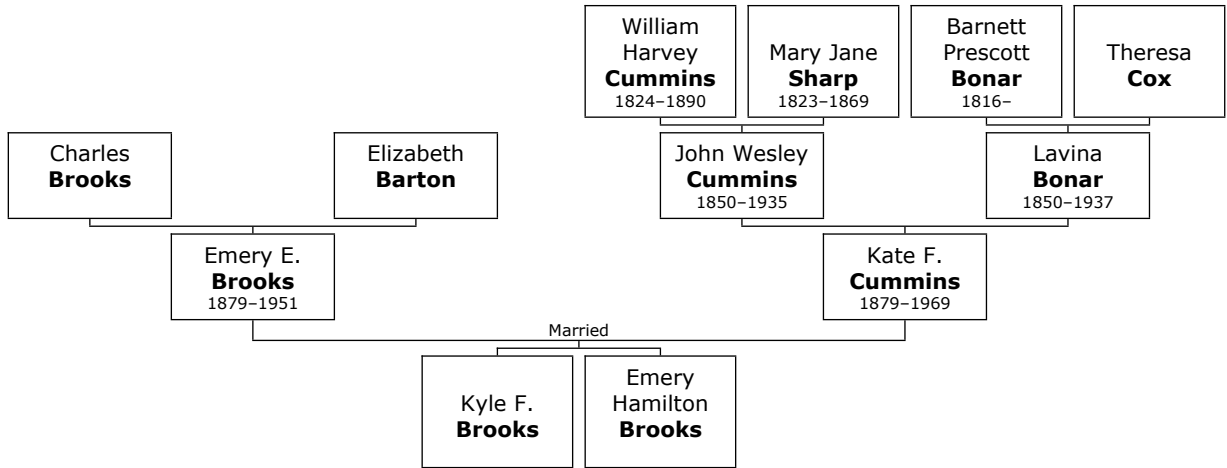 William
Harvey
Cummins
1824–1890
Mary Jane
Sharp
1823–1869
Barnett
Prescott
Bonar
1816–
Theresa
Cox
Charles
Brooks
Elizabeth
Barton
John Wesley
Cummins
1850–1935
Lavina
Bonar
1850–1937
Emery E.
Brooks
1879–1951
Kate F.
Cummins
1879–1969
Married
Kyle F.
Brooks
Emery
Hamilton
Brooks